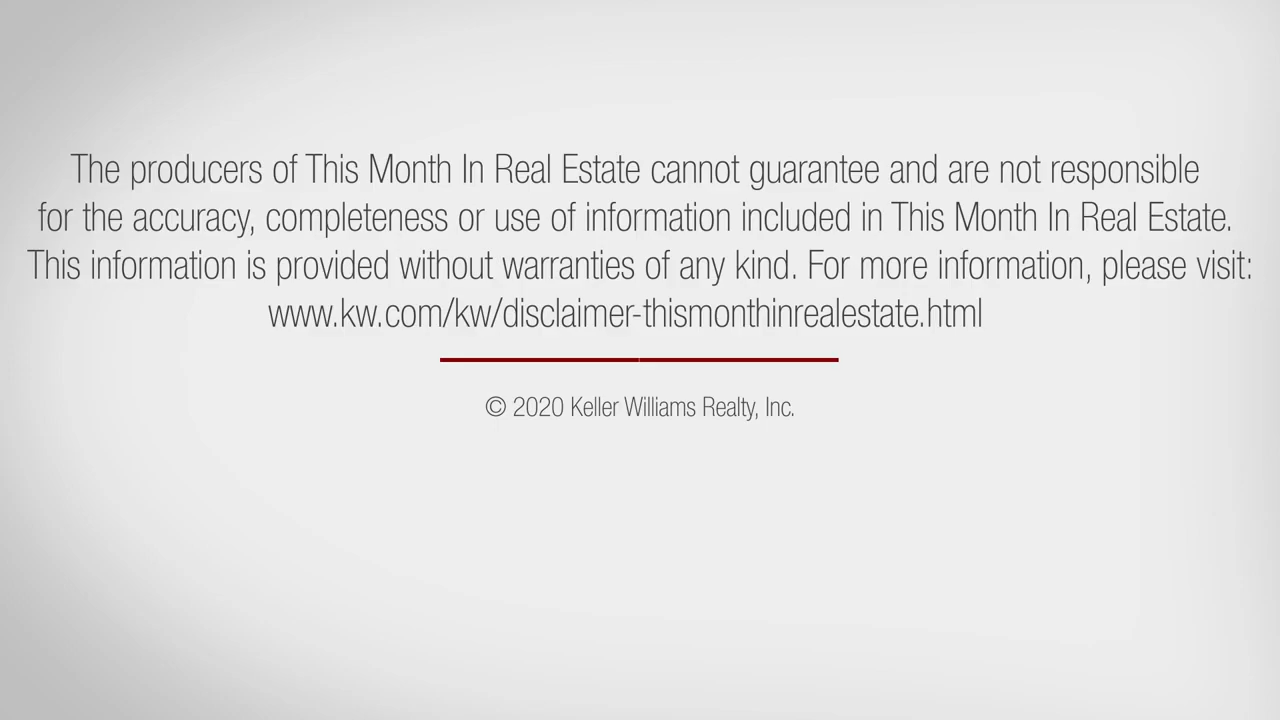 The producers of This Month In Real Estate cannot guarantee and are not responsible
for the accuracy, completeness or use of information included in This Month In Real Estate.
This information is provided without warranties of any kind. For more information, please visit:
www.kw.com/kw/disclaimer-thismonthinrealestate.html
© 2020 Keller Williams Realty, Inc.